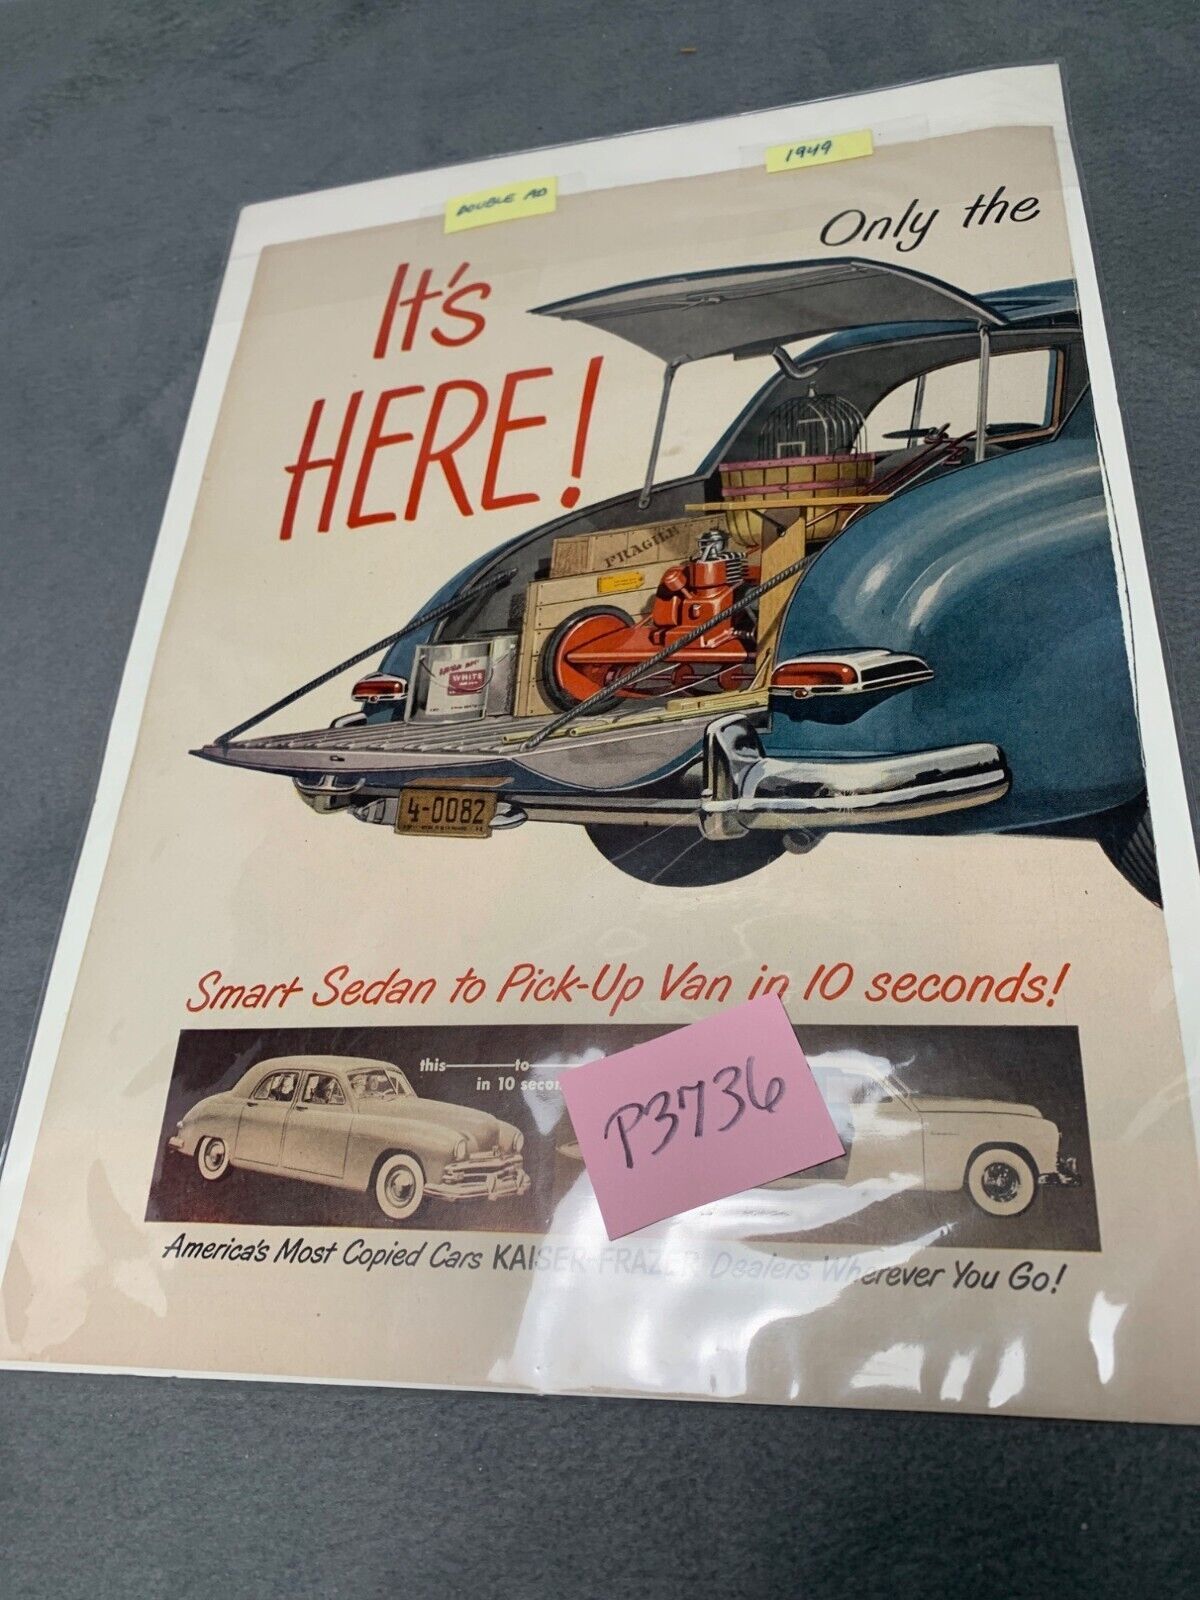 DOUBLE AD
1949
Only the
It's
HERE!
FRAGILE
WHITE
4-0082
Smart Sedan to Pick-Up Van in 10 seconds!
this to
in 10 secon
P3736
America's Most Copied Cars KAISER-FRAZER Dealers Wherever You Go!